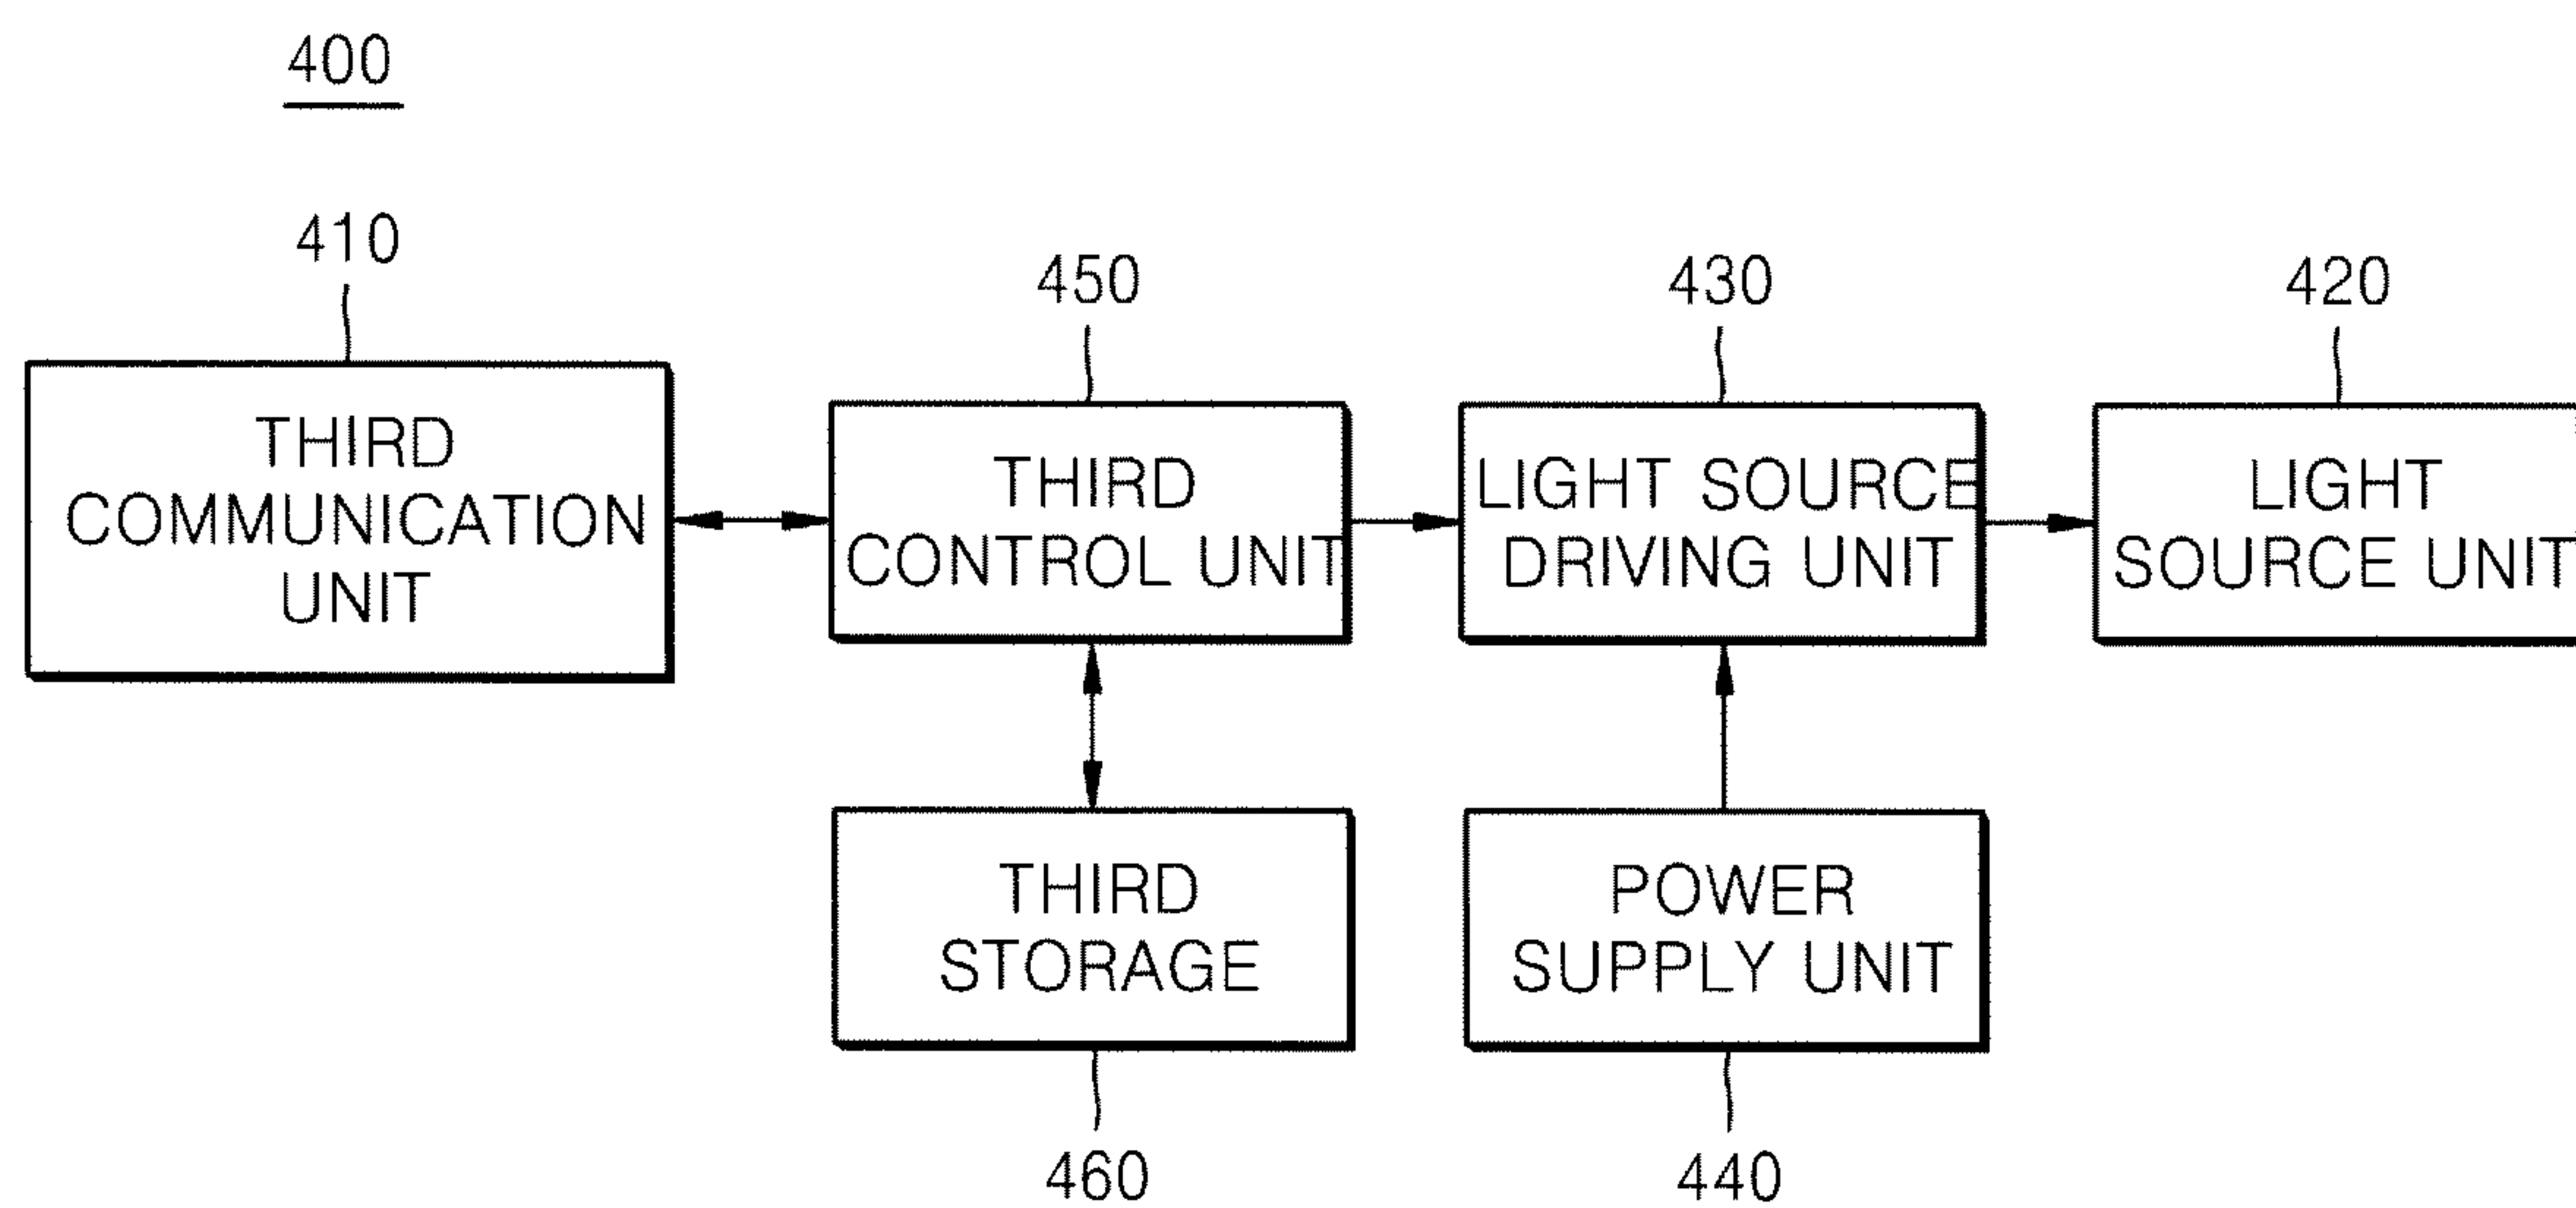 400
410
450
430
420
THIRD
COMMUNICATION
UNIT
THIRD
CONTROL UNIT
LIGHT SOURCE
DRIVING UNIT
LIGHT
SOURCE UNIT
THIRD
STORAGE
POWER
SUPPLY UNIT
460
440